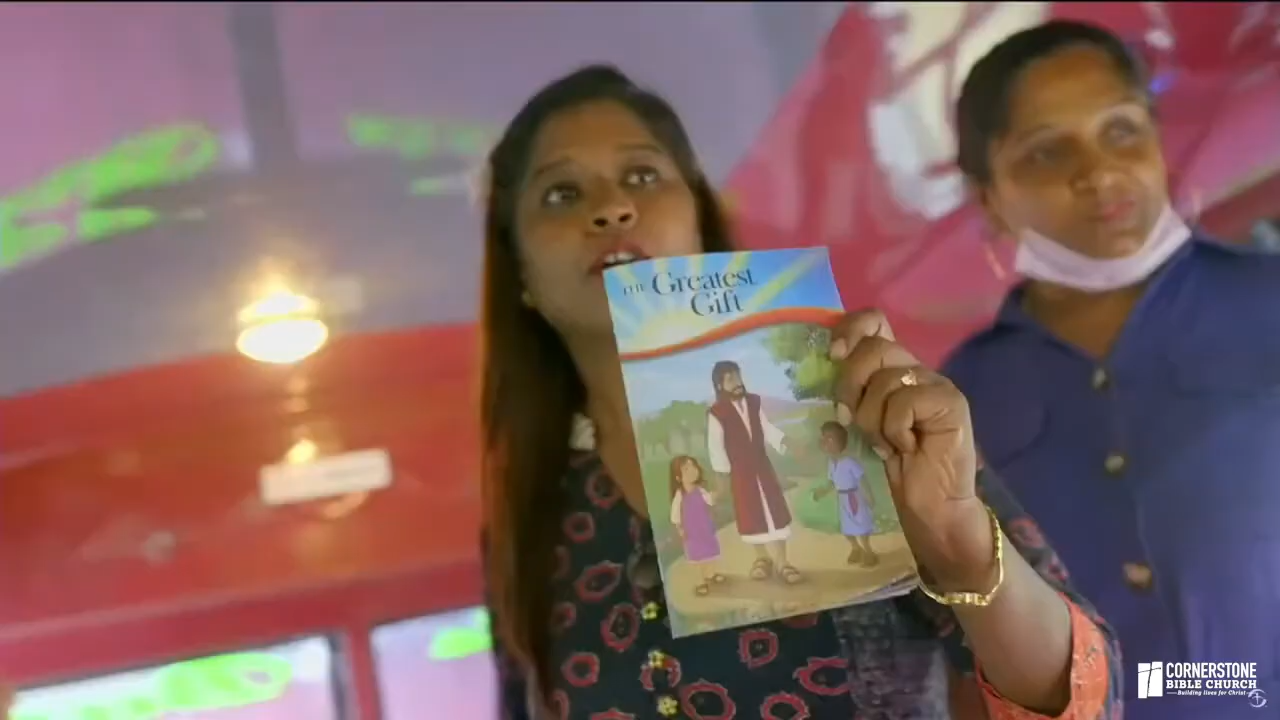 THE Greatest
Gift
CORNERSTONE
BIBLE CHURCH
Building lives for Christ